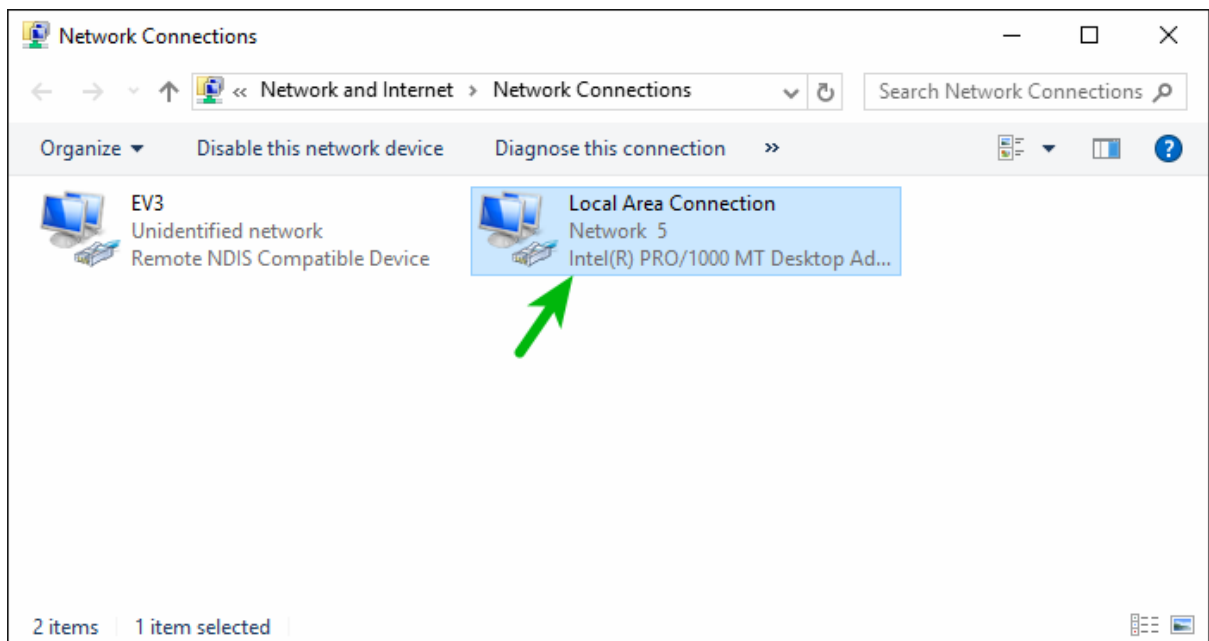 Network Connections
« Network and Internet > Network Connections
Search Network Connections
Organize Disable this network device Diagnose this connection »
EV3
Unidentified network
Remote NDIS Compatible Device
Local Area Connection
Network 5
Intel(R) PRO/1000 MT Desktop Ad...
2 items 1 item selected